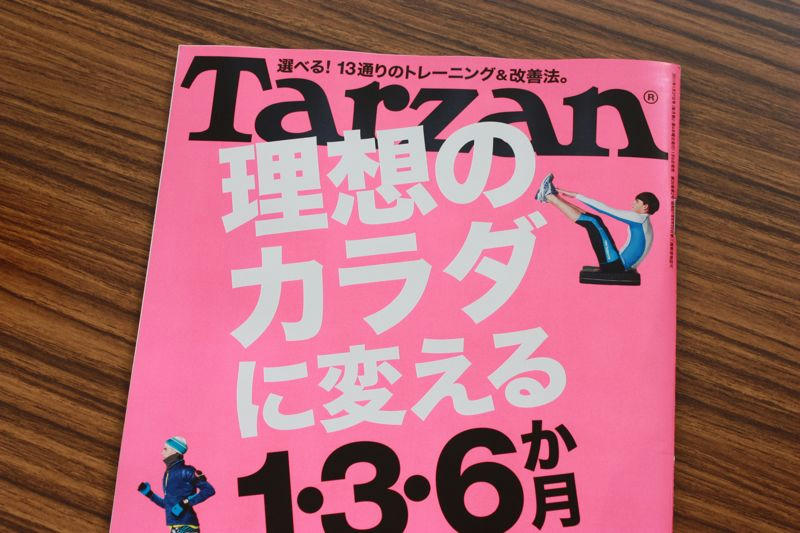 選べる! 13通りのトレーニング&改善法。
Tarzan®
理想の
カラダ
に変える
1・3・6か月